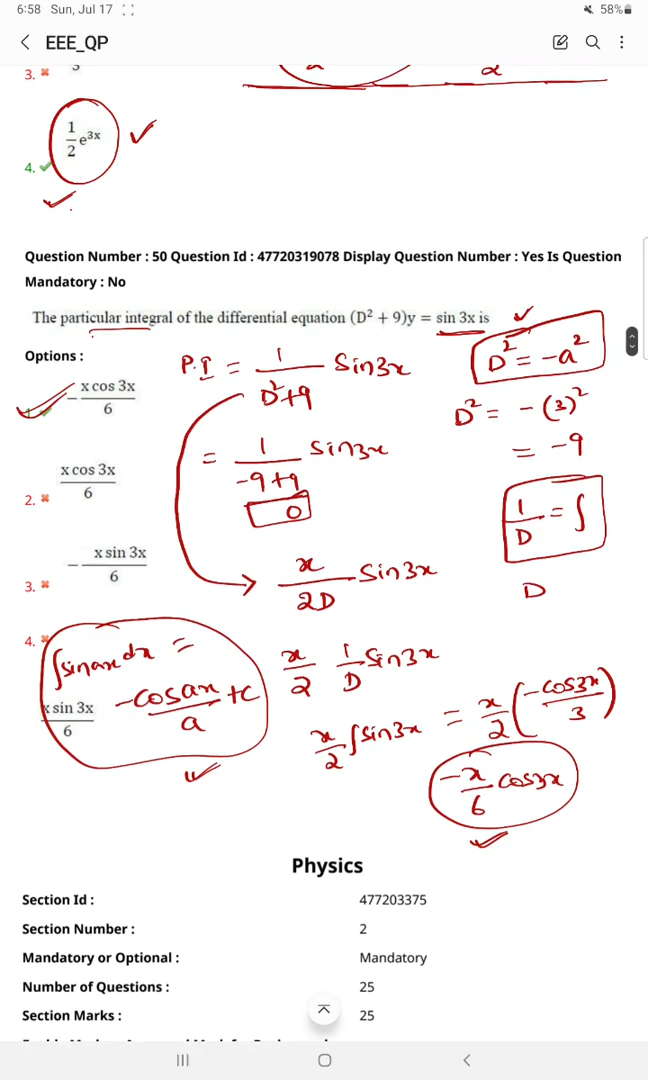 6:58 Sun, Jul 17
58%
EEE_QP
3.
1/2 e^3x
4.
Question Number : 50 Question Id : 47720319078 Display Question Number : Yes Is Question
Mandatory : No
The particular integral of the differential equation (D² + 9)y = sin 3x is
D² = -a²
Options :
P.I = 1/(D²+9) Sin3x
- x cos 3x / 6
D² = -(3)²
= -9
= 1/(-9+9) Sin3x
0
2. x cos 3x / 6
1/D = ∫
3. - x sin 3x / 6
x/2D Sin3x
D
4.
∫sinax dx =
-cosax/a + c
x sin 3x / 6
x/2 1/D Sin3x
x/2 ∫sin3x = x/2 (-cos3x/3)
-x/6 cos3x
Physics
Section Id : 477203375
Section Number : 2
Mandatory or Optional : Mandatory
Number of Questions : 25
Section Marks : 25